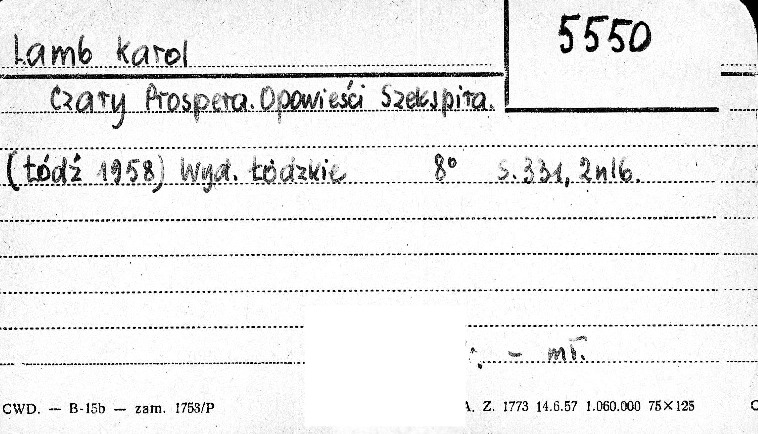 Lamb Karol
5550
Czary Prospera. Opowieści Szekspira.
(Łódź 1958) Wyd. Łódzkie 8° s. 331, 2nlb.
– mł.
CWD. — B-15b — zam. 1753/P
A. Z. 1773 14.6.57 1.060.000 75×125